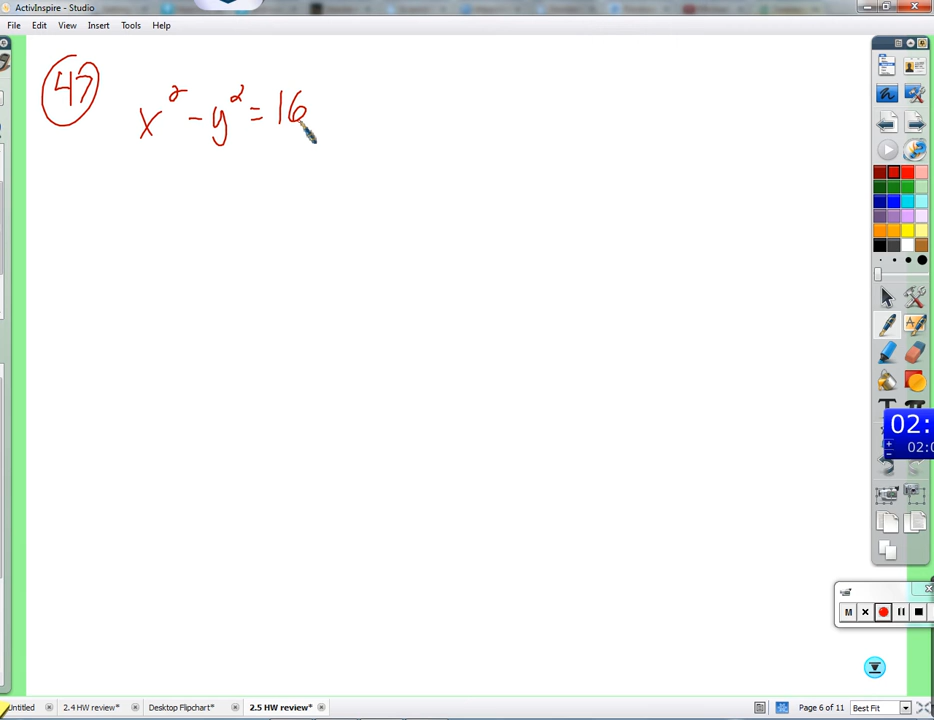 ActivInspire - Studio
File Edit View Insert Tools Help
47
x² - y² = 16
02:
02:
M
Untitled 2.4 HW review* Desktop Flipchart* 2.5 HW review* Page 6 of 11 Best Fit